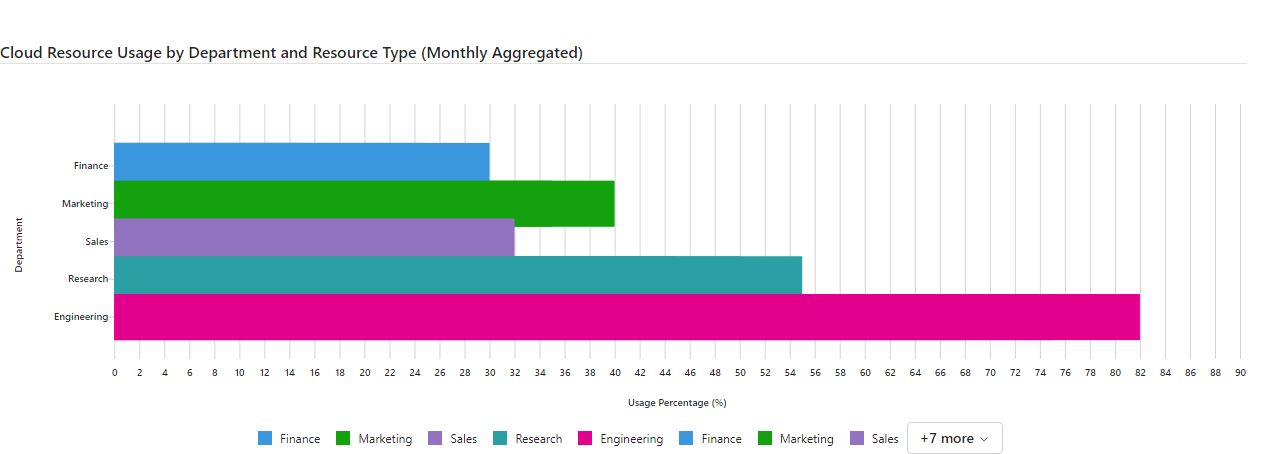 Cloud Resource Usage by Department and Resource Type (Monthly Aggregated)
Department
Finance
Marketing
Sales
Research
Engineering
0 2 4 6 8 10 12 14 16 18 20 22 24 26 28 30 32 34 36 38 40 42 44 46 48 50 52 54 56 58 60 62 64 66 68 70 72 74 76 78 80 82 84 86 88 90
Usage Percentage (%)
Finance Marketing Sales Research Engineering Finance Marketing Sales +7 more